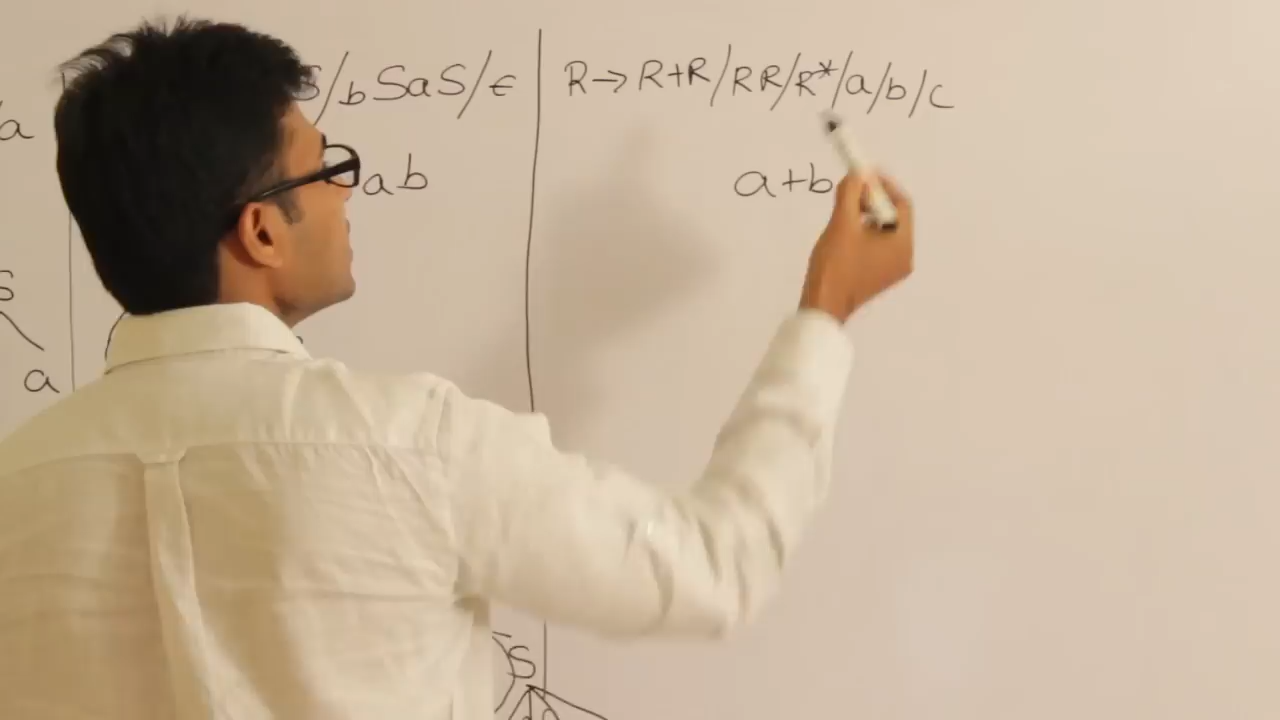 S/bSaS/ϵ
R→R+R/RR/R*/a/b/c
a
ab
a+b
S
a
S